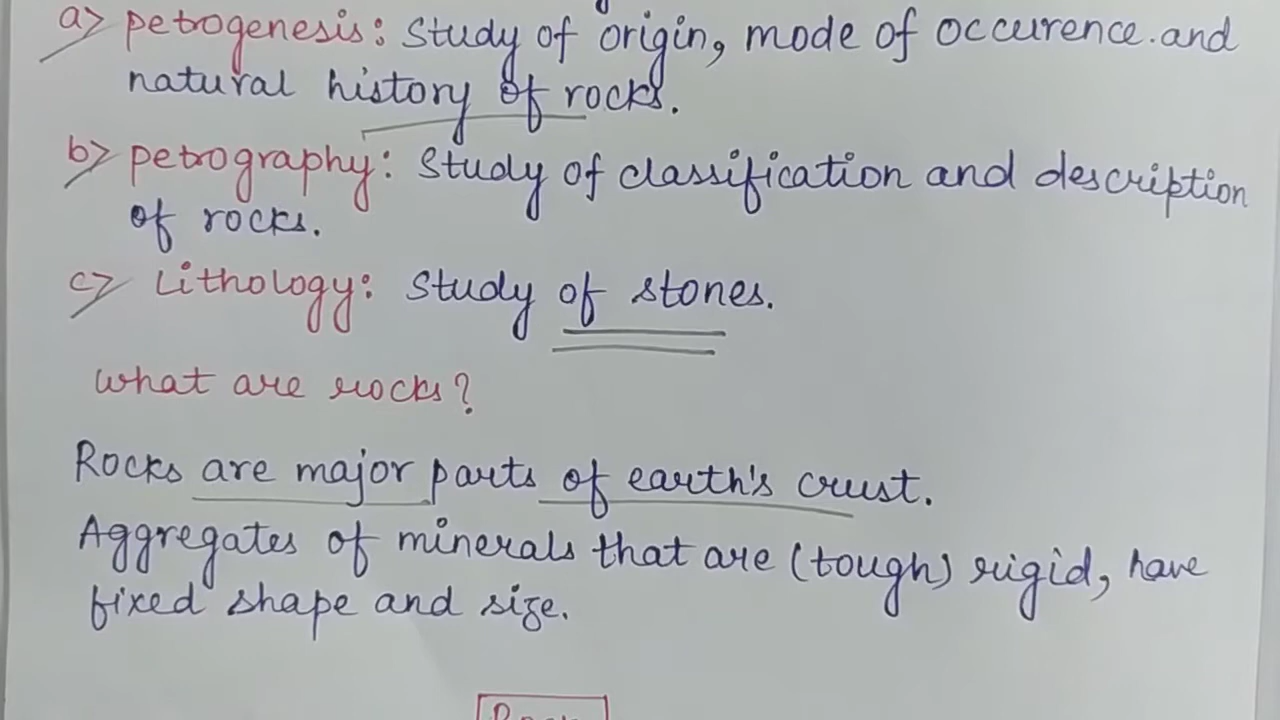 a> petrogenesis: Study of origin, mode of occurence.and
natural history of rocks.
b> petrography: Study of classification and description
of rocks.
c> Lithology: Study of stones.
what are rocks?
Rocks are major parts of earth's crust.
Aggregates of minerals that are (tough) rigid, have
fixed shape and size.